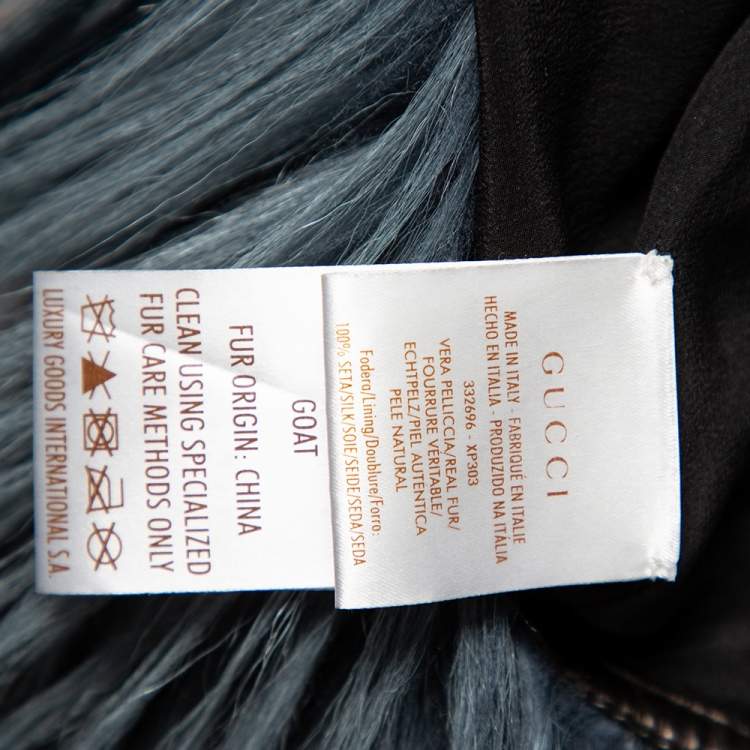 GUCCI
MADE IN ITALY - FABRIQUÉ EN ITALIE
HECHO EN ITALIA - PRODUZIDO NA ITÁLIA
332696 - XP303
VERA PELLICCIA/REAL FUR/
FOURRURE VÉRITABLE/
ECHTPELZ/PIEL AUTENTICA
PELE NATURAL
Fodera/Lining/Doublure/Forro:
100% SETA/SILK/SOIE/SEIDE/SEDA/SEDA
GOAT
FUR ORIGIN: CHINA
CLEAN USING SPECIALIZED
FUR CARE METHODS ONLY
LUXURY GOODS INTERNATIONAL S.A.